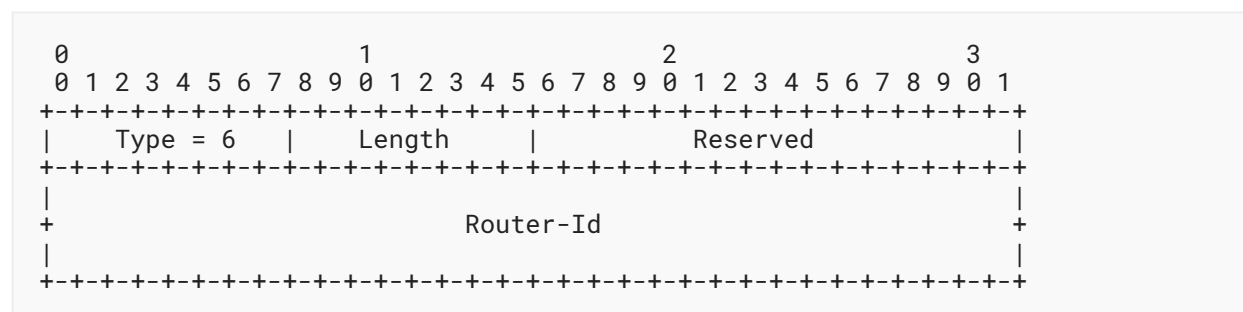 0                   1                   2                   3
 0 1 2 3 4 5 6 7 8 9 0 1 2 3 4 5 6 7 8 9 0 1 2 3 4 5 6 7 8 9 0 1
+-+-+-+-+-+-+-+-+-+-+-+-+-+-+-+-+-+-+-+-+-+-+-+-+-+-+-+-+-+-+-+-+
|    Type = 6   |    Length     |          Reserved             |
+-+-+-+-+-+-+-+-+-+-+-+-+-+-+-+-+-+-+-+-+-+-+-+-+-+-+-+-+-+-+-+-+
|                                                               |
+                           Router-Id                           +
|                                                               |
+-+-+-+-+-+-+-+-+-+-+-+-+-+-+-+-+-+-+-+-+-+-+-+-+-+-+-+-+-+-+-+-+